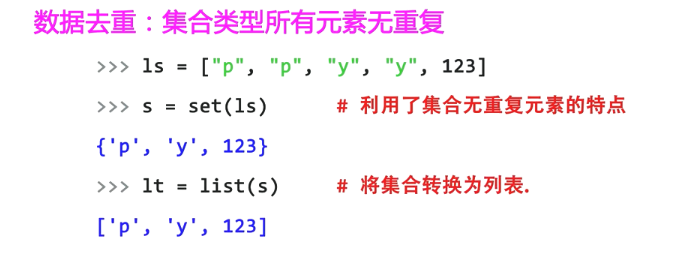 数据去重：集合类型所有元素无重复
>>> ls = ["p", "p", "y", "y", 123]
>>> s = set(ls) # 利用了集合无重复元素的特点
{'p', 'y', 123}
>>> lt = list(s) # 将集合转换为列表.
['p', 'y', 123]